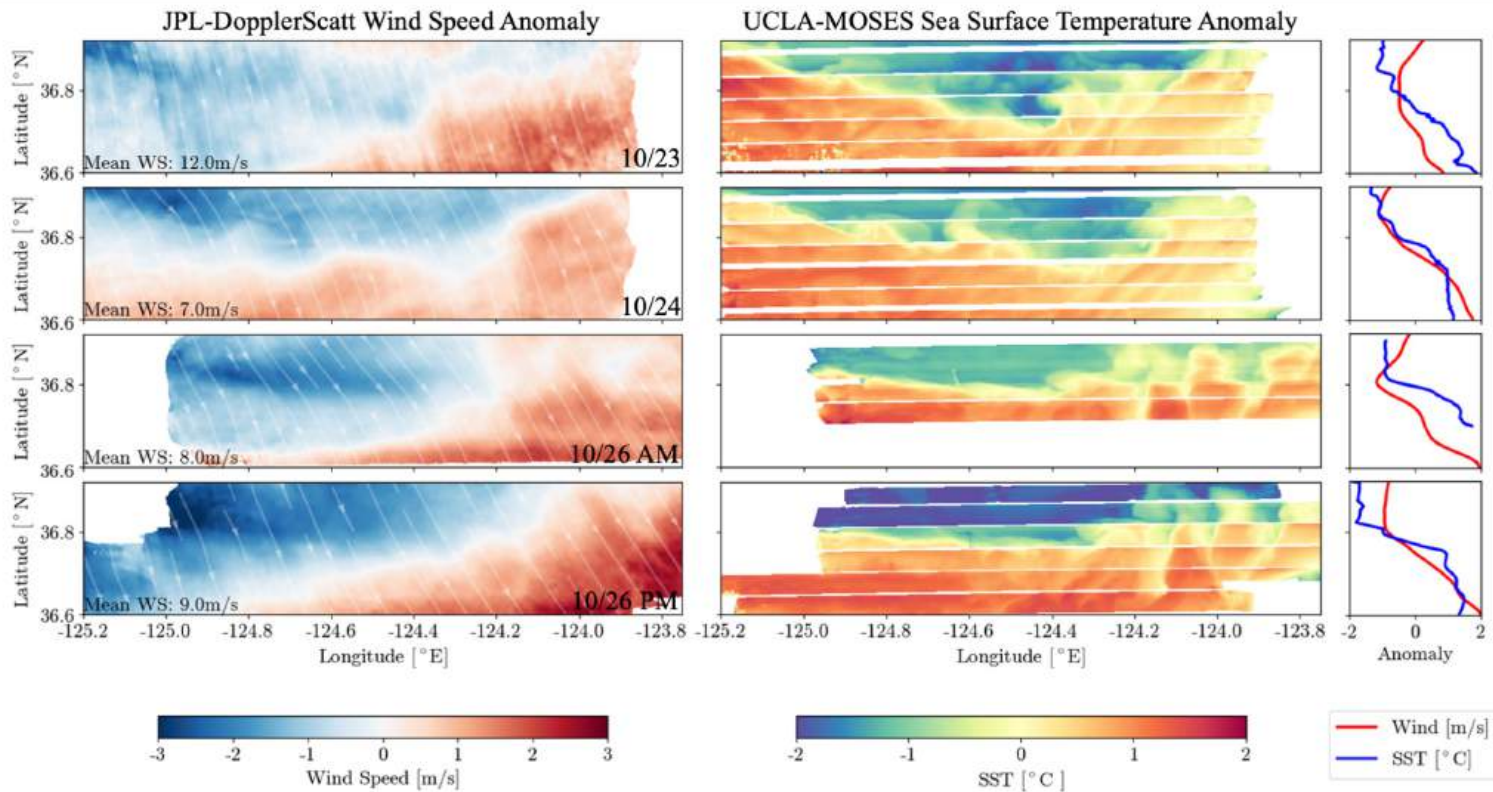 JPL-DopplerScatt Wind Speed Anomaly
UCLA-MOSES Sea Surface Temperature Anomaly
Latitude [°N]
36.8
36.6
Mean WS: 12.0m/s
10/23
Latitude [°N]
36.8
36.6
Mean WS: 7.0m/s
10/24
Latitude [°N]
36.8
36.6
Mean WS: 8.0m/s
10/26 AM
Latitude [°N]
36.8
36.6
Mean WS: 9.0m/s
10/26 PM
-125.2 -125.0 -124.8 -124.6 -124.4 -124.2 -124.0 -123.8
Longitude [°E]
-125.2 -125.0 -124.8 -124.6 -124.4 -124.2 -124.0 -123.8
Longitude [°E]
-2 0 2
Anomaly
-3 -2 -1 0 1 2 3
Wind Speed [m/s]
-2 -1 0 1 2
SST [°C ]
Wind [m/s]
SST [°C]